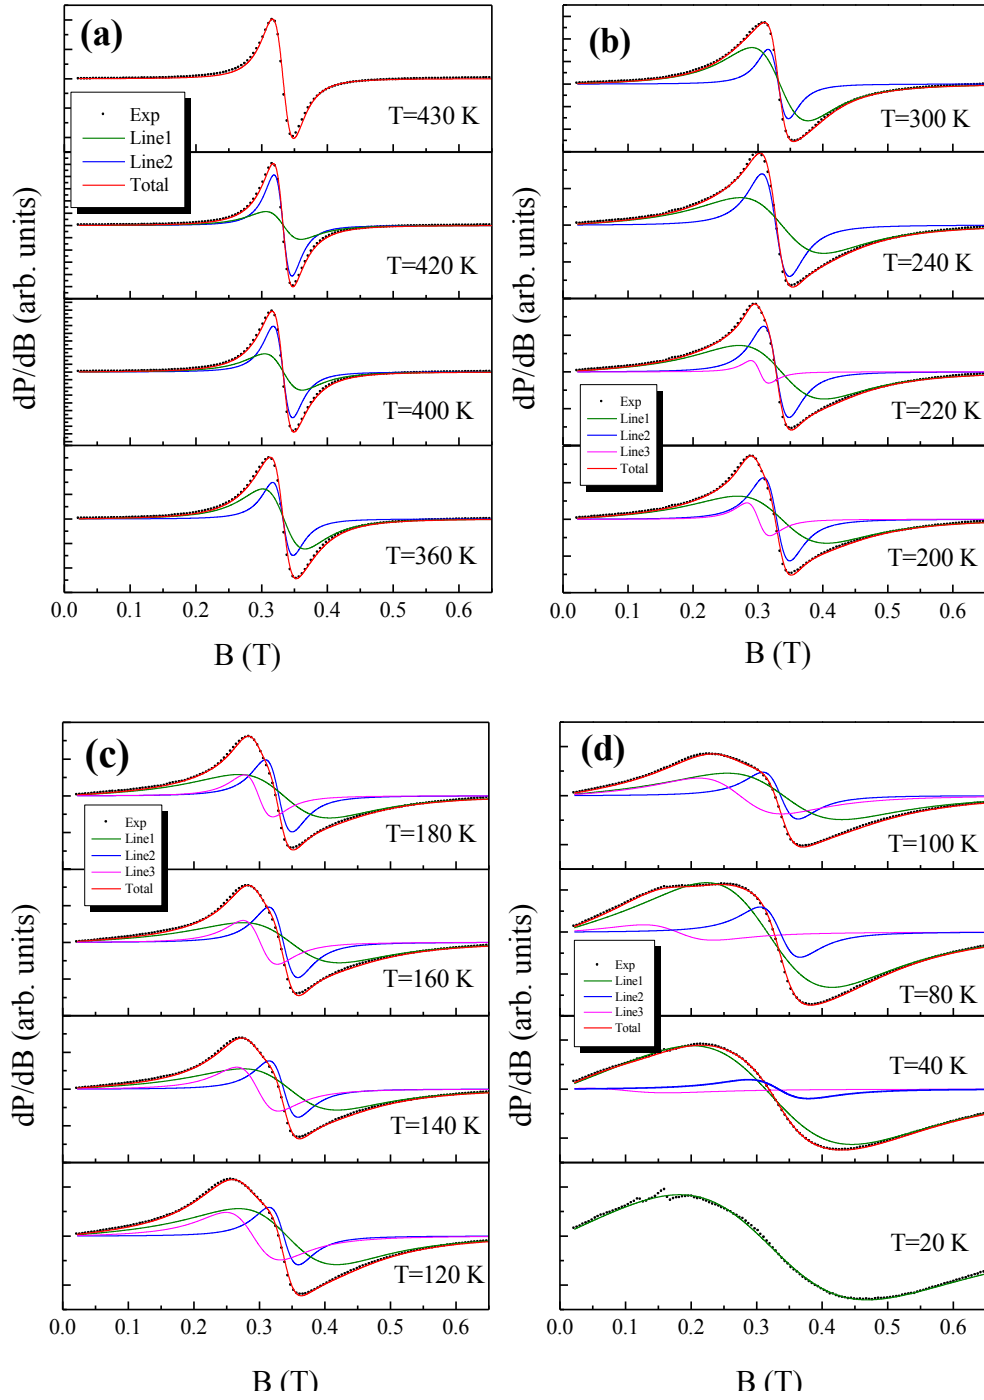 (a)
Exp
Line1
Line2
Total
T=430 K
T=420 K
T=400 K
T=360 K
dP/dB (arb. units)
0.0 0.1 0.2 0.3 0.4 0.5 0.6
B (T)
(b)
T=300 K
T=240 K
T=220 K
Exp
Line1
Line2
Line3
Total
T=200 K
dP/dB (arb. units)
0.0 0.1 0.2 0.3 0.4 0.5 0.6
B (T)
(c)
Exp
Line1
Line2
Line3
Total
T=180 K
T=160 K
T=140 K
T=120 K
dP/dB (arb. units)
0.0 0.1 0.2 0.3 0.4 0.5 0.6
B (T)
(d)
T=100 K
T=80 K
Exp
Line1
Line2
Line3
Total
T=40 K
T=20 K
dP/dB (arb. units)
0.0 0.1 0.2 0.3 0.4 0.5 0.6
B (T)